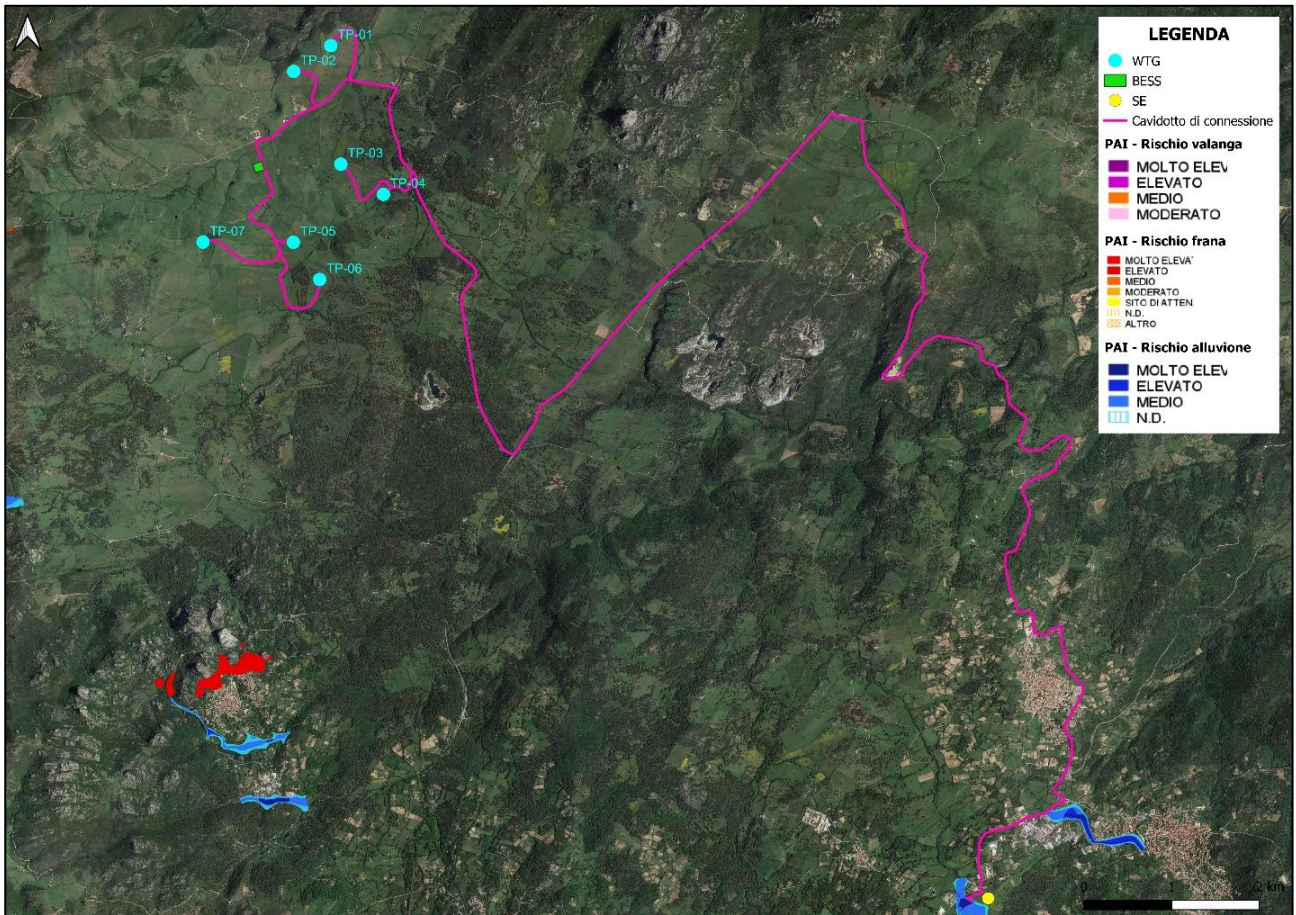 TP-01
TP-02
TP-03
TP-04
TP-07
TP-05
TP-06
LEGENDA
WTG
BESS
SE
Cavidotto di connessione
PAI - Rischio valanga
MOLTO ELEV
ELEVATO
MEDIO
MODERATO
PAI - Rischio frana
MOLTO ELEVA
ELEVATO
MEDIO
MODERATO
SITO DI ATTEN
N.D.
ALTRO
PAI - Rischio alluvione
MOLTO ELEV
ELEVATO
MEDIO
N.D.
0 1 2 km